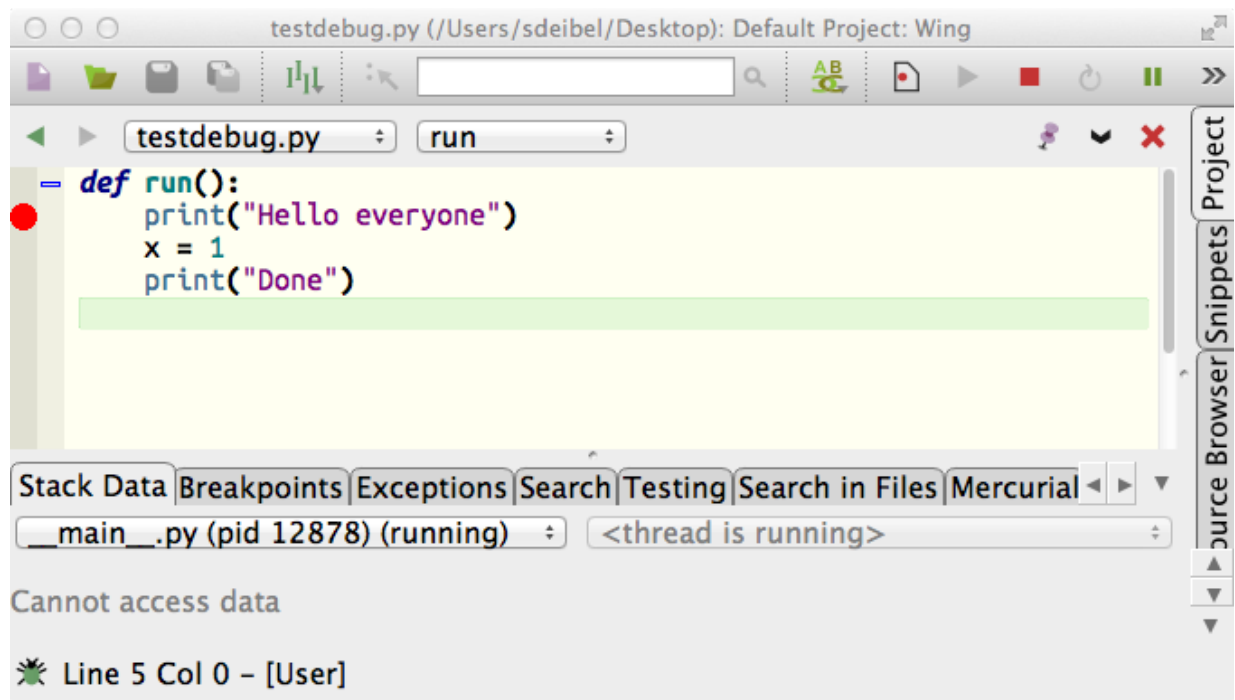 testdebug.py (/Users/sdeibel/Desktop): Default Project: Wing
AB
testdebug.py run
def run():
print("Hello everyone")
x = 1
print("Done")
Project
Snippets
ource Browser
Stack Data Breakpoints Exceptions Search Testing Search in Files Mercurial
__main__.py (pid 12878) (running) <thread is running>
Cannot access data
Line 5 Col 0 – [User]